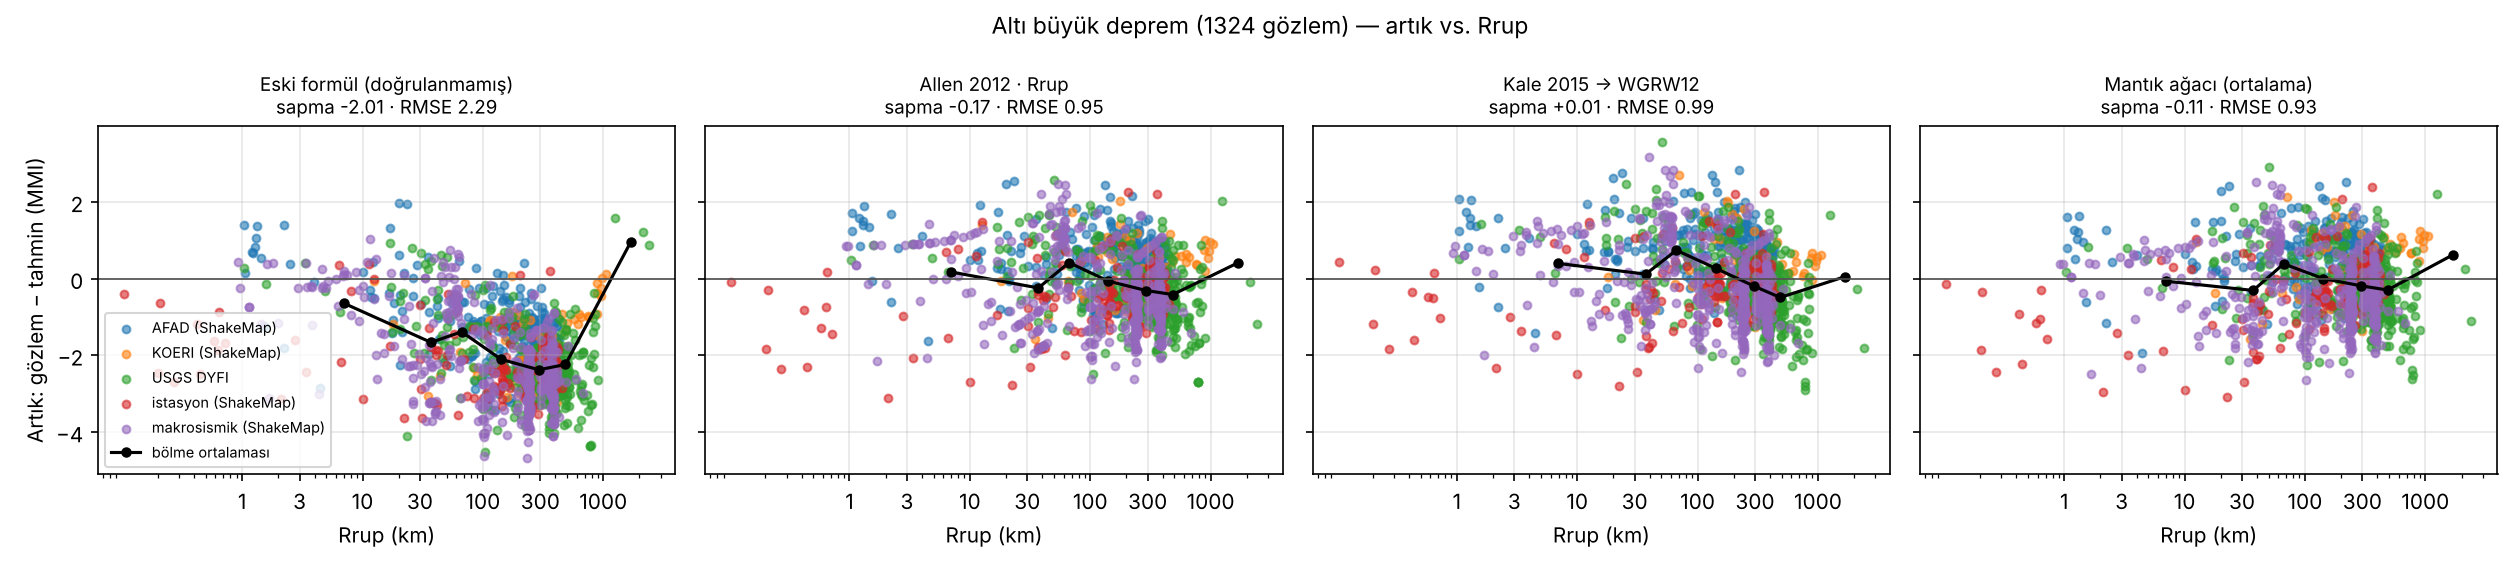 Altı büyük deprem (1324 gözlem) — artık vs. Rrup
Eski formül (doğrulanmamış)
sapma -2.01 · RMSE 2.29
Allen 2012 · Rrup
sapma -0.17 · RMSE 0.95
Kale 2015 → WGRW12
sapma +0.01 · RMSE 0.99
Mantık ağacı (ortalama)
sapma -0.11 · RMSE 0.93
Artık: gözlem − tahmin (MMI)
2
0
−2
−4
AFAD (ShakeMap)
KOERI (ShakeMap)
USGS DYFI
istasyon (ShakeMap)
makrosismik (ShakeMap)
bölme ortalaması
1 3 10 30 100 300 1000
1 3 10 30 100 300 1000
1 3 10 30 100 300 1000
1 3 10 30 100 300 1000
Rrup (km)
Rrup (km)
Rrup (km)
Rrup (km)